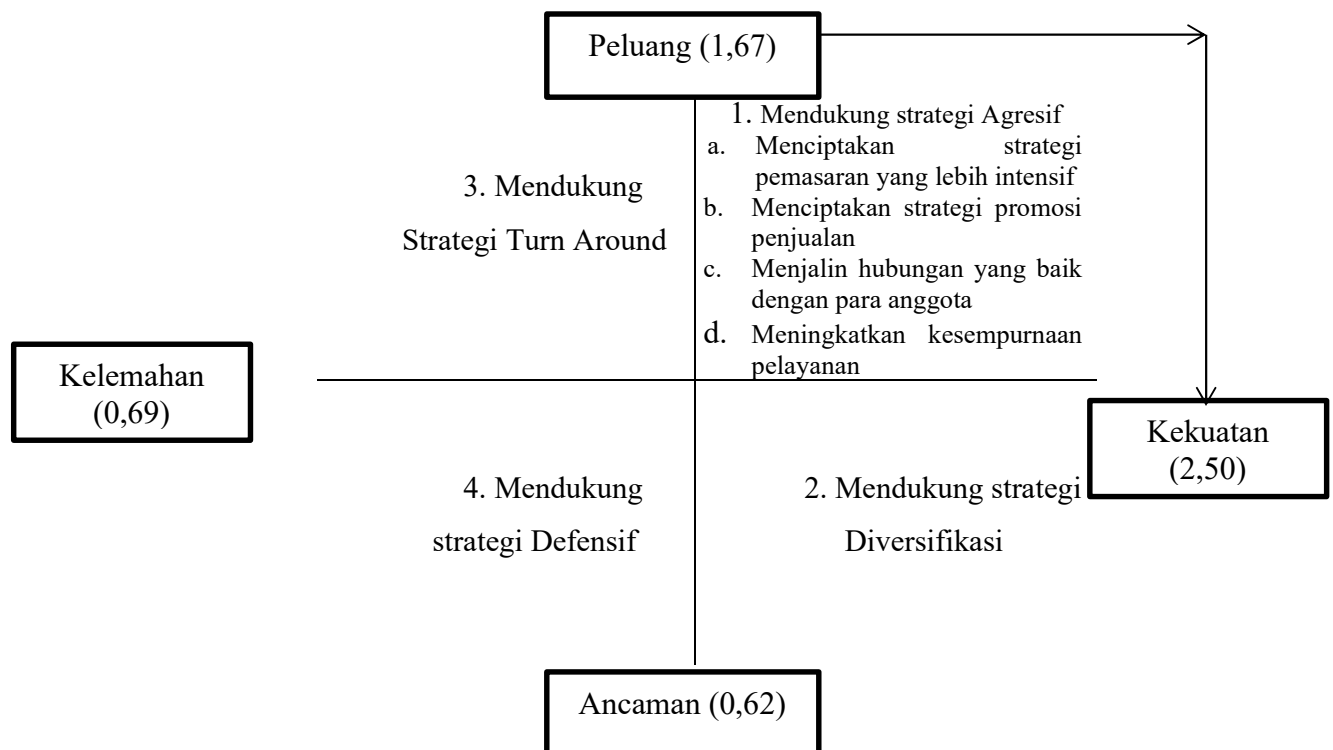 Peluang (1,67)
1. Mendukung strategi Agresif
a. Menciptakan strategi
pemasaran yang lebih intensif
b. Menciptakan strategi promosi
penjualan
c. Menjalin hubungan yang baik
dengan para anggota
d. Meningkatkan kesempurnaan
pelayanan
3. Mendukung
Strategi Turn Around
Kelemahan
(0,69)
Kekuatan
(2,50)
4. Mendukung
strategi Defensif
2. Mendukung strategi
Diversifikasi
Ancaman (0,62)